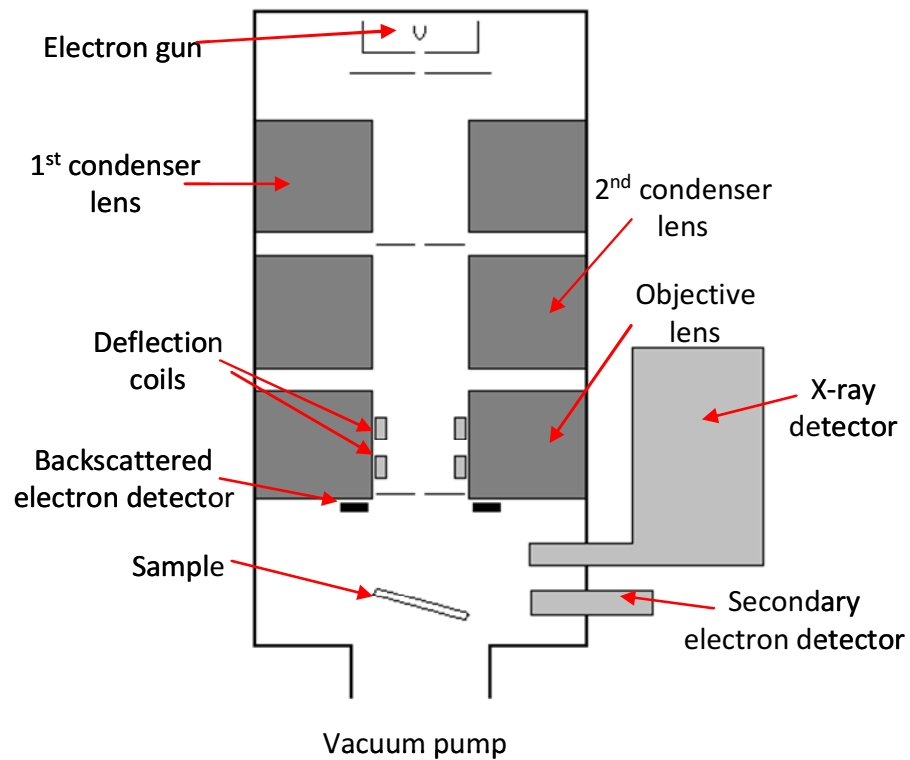 Electron gun
1st condenser
lens
2nd condenser
lens
Objective
lens
Deflection
coils
X-ray
detector
Backscattered
electron detector
Sample
Secondary
electron detector
Vacuum pump